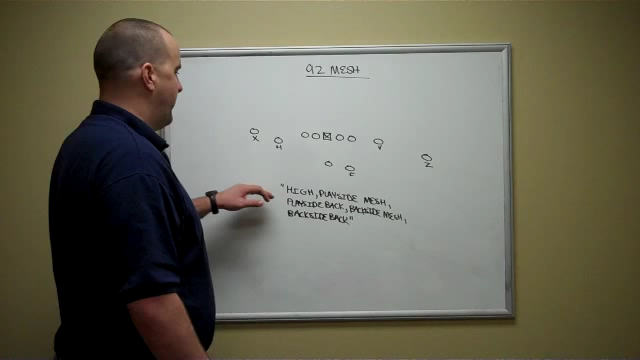 92 MESH
X
H
Y
F
Z
"HIGH, PLAYSIDE MESH,
PLAYSIDE BACK, BACKSIDE MESH,
BACKSIDE BACK"